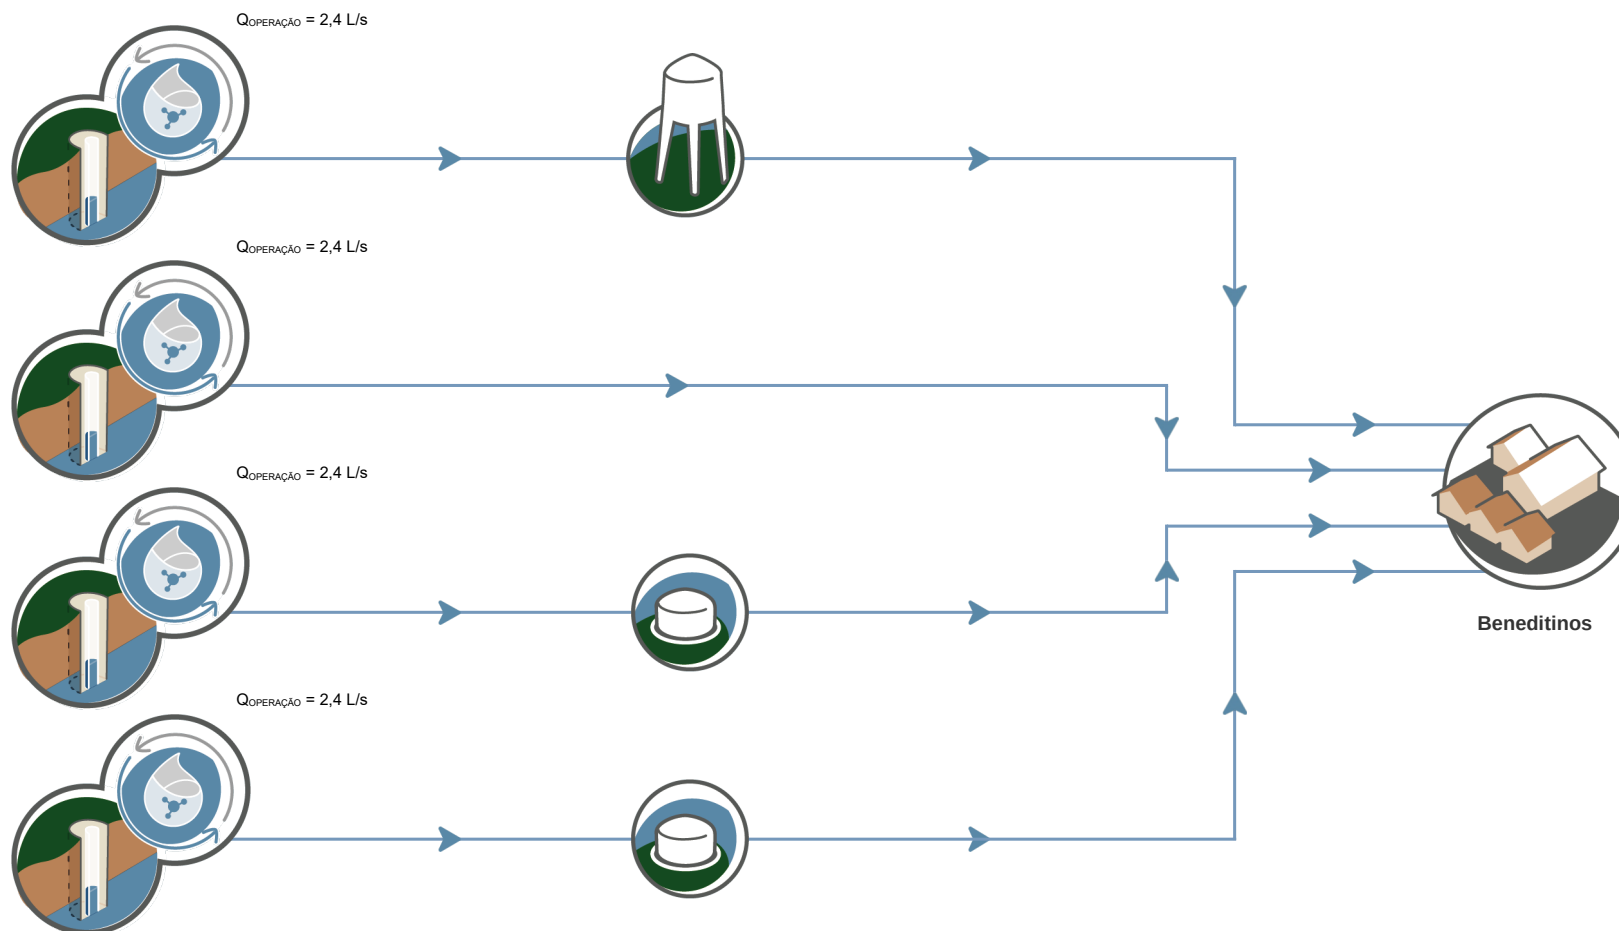 QOPERAÇÃO = 2,4 L/s
QOPERAÇÃO = 2,4 L/s
QOPERAÇÃO = 2,4 L/s
Beneditinos
QOPERAÇÃO = 2,4 L/s